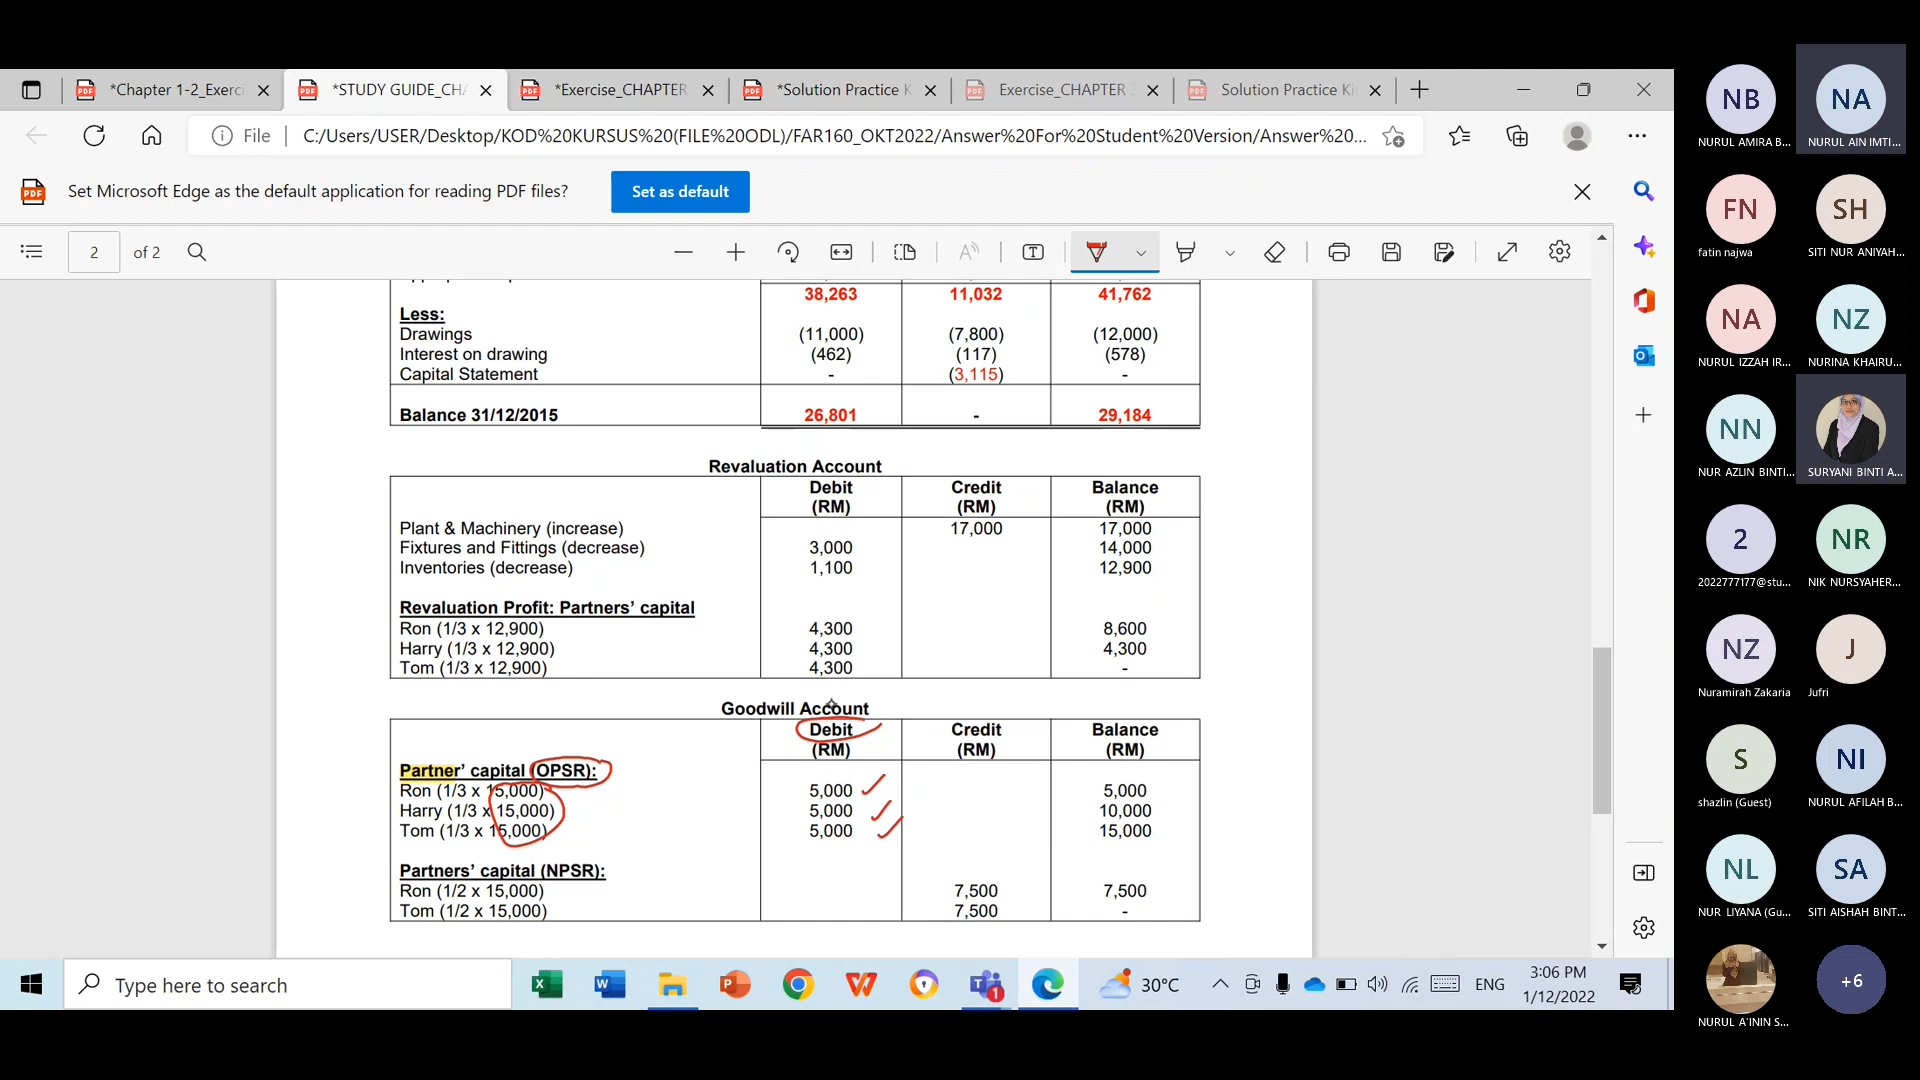 *Chapter 1-2_Exerci
*STUDY GUIDE_CHA
*Exercise_CHAPTER
*Solution Practice K
Exercise_CHAPTER
Solution Practice Ki
File
C:/Users/USER/Desktop/KOD%20KURSUS%20(FILE%20ODL)/FAR160_OKT2022/Answer%20For%20Student%20Version/Answer%20...
Set Microsoft Edge as the default application for reading PDF files?
Set as default
2 of 2
38,263 11,032 41,762
Less:
Drawings (11,000) (7,800) (12,000)
Interest on drawing (462) (117) (578)
Capital Statement - (3,115) -
Balance 31/12/2015 26,801 - 29,184
Revaluation Account
Debit Credit Balance
(RM) (RM) (RM)
Plant & Machinery (increase) 17,000 17,000
Fixtures and Fittings (decrease) 3,000 14,000
Inventories (decrease) 1,100 12,900
Revaluation Profit: Partners’ capital
Ron (1/3 x 12,900) 4,300 8,600
Harry (1/3 x 12,900) 4,300 4,300
Tom (1/3 x 12,900) 4,300 -
Goodwill Account
Debit Credit Balance
(RM) (RM) (RM)
Partner’ capital (OPSR):
Ron (1/3 x 15,000) 5,000 5,000
Harry (1/3 x 15,000) 5,000 10,000
Tom (1/3 x 15,000) 5,000 15,000
Partners’ capital (NPSR):
Ron (1/2 x 15,000) 7,500 7,500
Tom (1/2 x 15,000) 7,500 -
Type here to search
1
30°C
ENG
3:06 PM
1/12/2022
NB
NURUL AMIRA B...
NA
NURUL AIN IMTI...
FN
fatin najwa
SH
SITI NUR ANIYAH...
NA
NURUL IZZAH IR...
NZ
NURINA KHAIRU...
NN
NUR AZLIN BINTI...
SURYANI BINTI A...
2
2022777177@stu...
NR
NIK NURSYAHER...
NZ
Nuramirah Zakaria
J
Jufri
S
shazlin (Guest)
NI
NURUL AFILAH B...
NL
NUR LIYANA (Gu...
SA
SITI AISHAH BINT...
NURUL A'ININ S...
+6